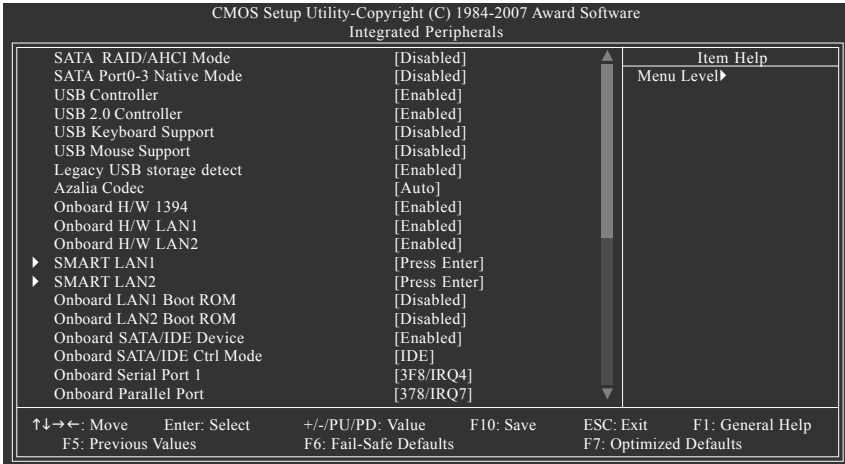 CMOS Setup Utility-Copyright (C) 1984-2007 Award Software
Integrated Peripherals
SATA RAID/AHCI Mode [Disabled] Item Help
SATA Port0-3 Native Mode [Disabled] Menu Level▶
USB Controller [Enabled]
USB 2.0 Controller [Enabled]
USB Keyboard Support [Disabled]
USB Mouse Support [Disabled]
Legacy USB storage detect [Enabled]
Azalia Codec [Auto]
Onboard H/W 1394 [Enabled]
Onboard H/W LAN1 [Enabled]
Onboard H/W LAN2 [Enabled]
▶ SMART LAN1 [Press Enter]
▶ SMART LAN2 [Press Enter]
Onboard LAN1 Boot ROM [Disabled]
Onboard LAN2 Boot ROM [Disabled]
Onboard SATA/IDE Device [Enabled]
Onboard SATA/IDE Ctrl Mode [IDE]
Onboard Serial Port 1 [3F8/IRQ4]
Onboard Parallel Port [378/IRQ7]
↑↓→←: Move Enter: Select +/-/PU/PD: Value F10: Save ESC: Exit F1: General Help
F5: Previous Values F6: Fail-Safe Defaults F7: Optimized Defaults